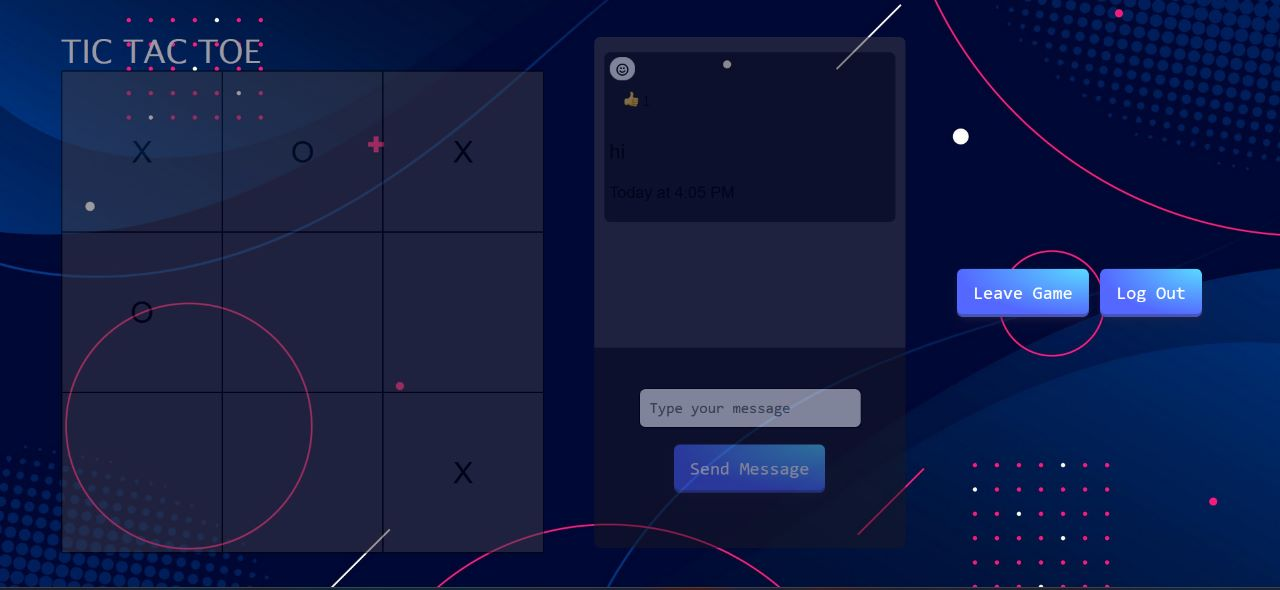 TIC TAC TOE
X O X
O
X
👍 1
hi
Today at 4:05 PM
Type your message
Send Message
Leave Game Log Out